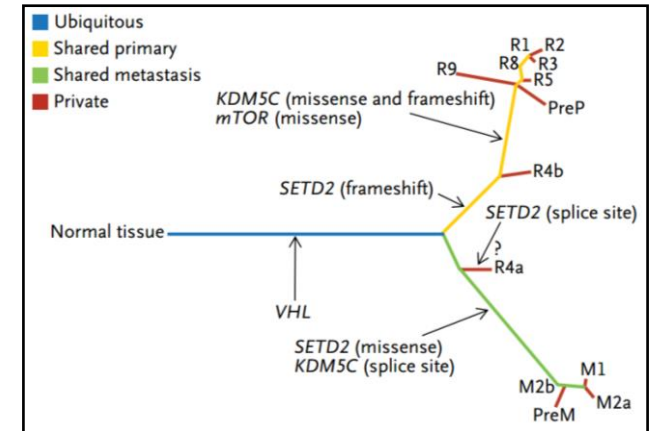 Ubiquitous
Shared primary
Shared metastasis
Private
R1
R2
R8
R3
R9
R5
KDM5C (missense and frameshift)
mTOR (missense)
PreP
R4b
SETD2 (frameshift)
SETD2 (splice site)
Normal tissue
?
R4a
VHL
SETD2 (missense)
KDM5C (splice site)
M1
M2b
M2a
PreM